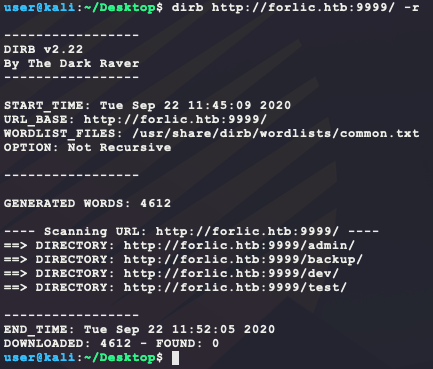 user@kali:~/Desktop$ dirb http://forlic.htb:9999/ -r
-----------------
DIRB v2.22
By The Dark Raver
-----------------
START_TIME: Tue Sep 22 11:45:09 2020
URL_BASE: http://forlic.htb:9999/
WORDLIST_FILES: /usr/share/dirb/wordlists/common.txt
OPTION: Not Recursive
-----------------
GENERATED WORDS: 4612
---- Scanning URL: http://forlic.htb:9999/ ----
==> DIRECTORY: http://forlic.htb:9999/admin/
==> DIRECTORY: http://forlic.htb:9999/backup/
==> DIRECTORY: http://forlic.htb:9999/dev/
==> DIRECTORY: http://forlic.htb:9999/test/
-----------------
END_TIME: Tue Sep 22 11:52:05 2020
DOWNLOADED: 4612 - FOUND: 0
user@kali:~/Desktop$